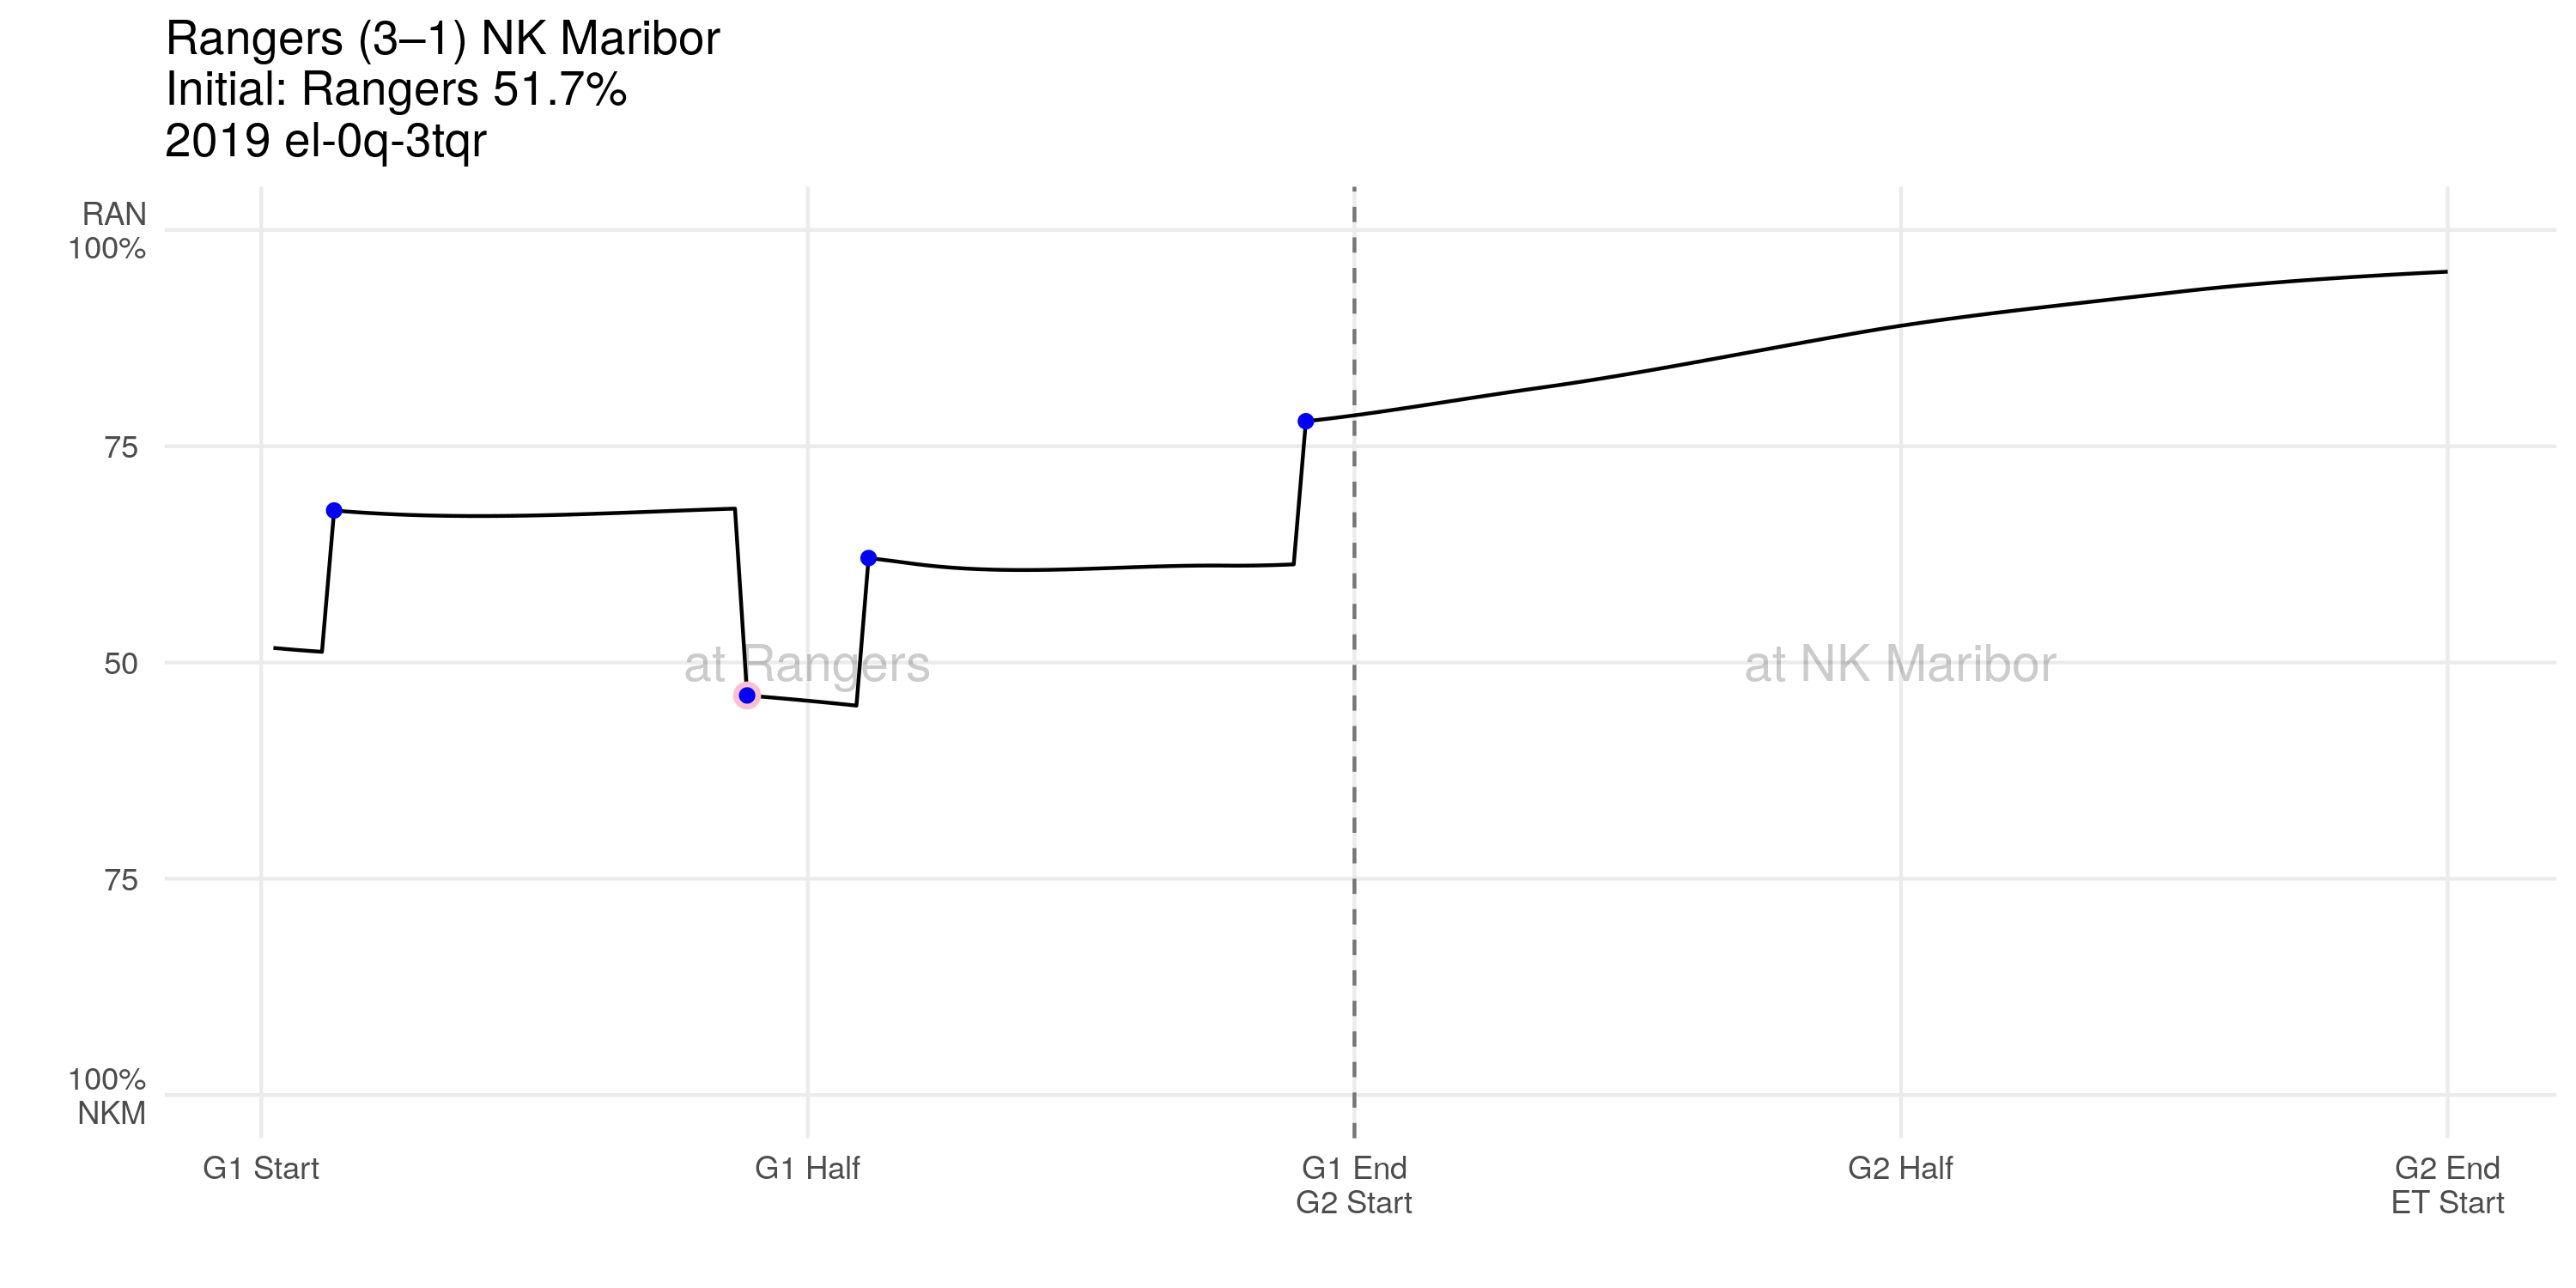 Rangers (3–1) NK Maribor
Initial: Rangers 51.7%
2019 el-0q-3tqr
RAN
100%
75
50
75
100%
NKM
at Rangers
at NK Maribor
G1 Start
G1 Half
G1 End
G2 Start
G2 Half
G2 End
ET Start